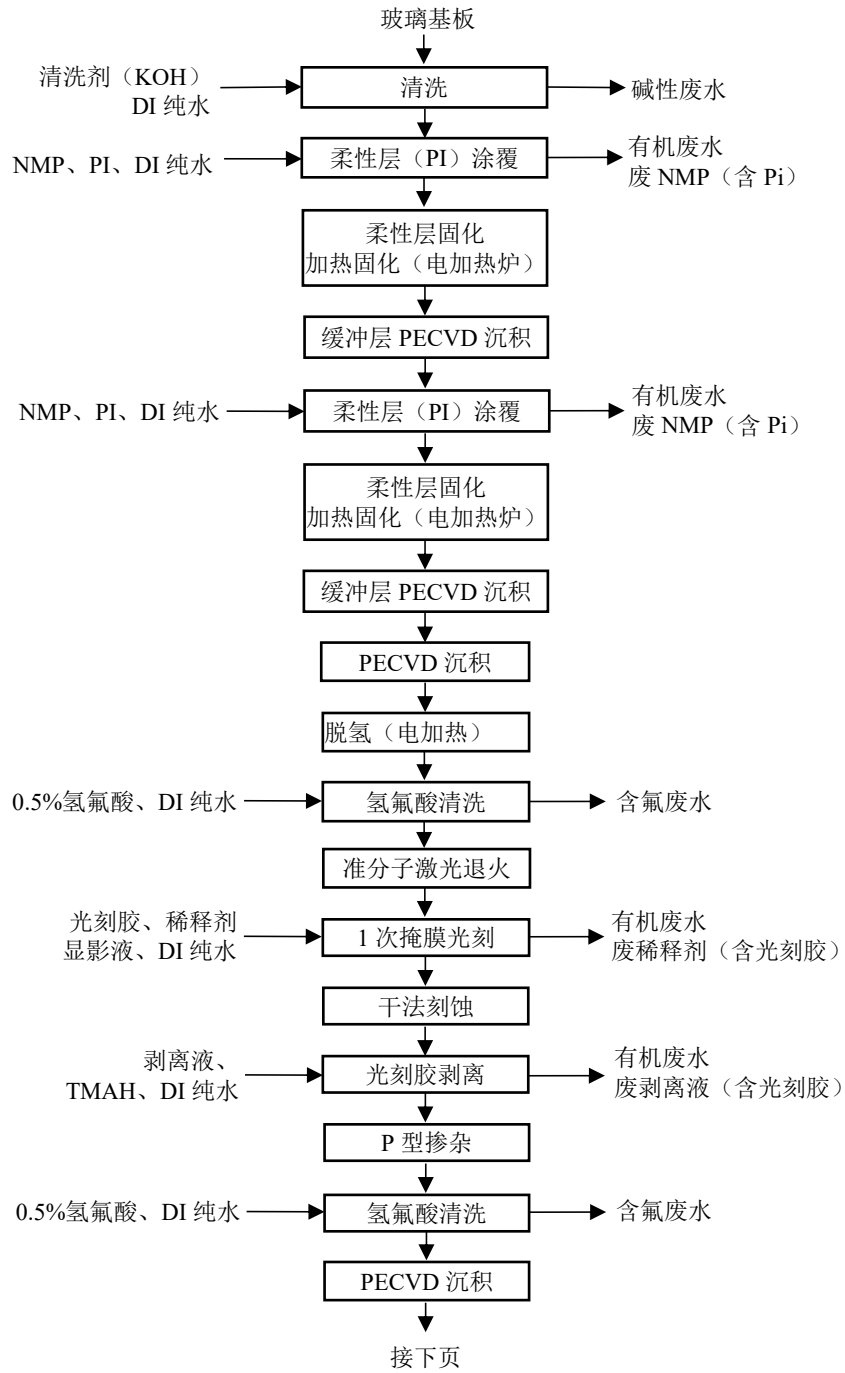 玻璃基板
清洗剂（KOH）
DI 纯水
清洗
碱性废水
NMP、PI、DI 纯水
柔性层（PI）涂覆
有机废水
废 NMP（含 Pi）
柔性层固化
加热固化（电加热炉）
缓冲层 PECVD 沉积
NMP、PI、DI 纯水
柔性层（PI）涂覆
有机废水
废 NMP（含 Pi）
柔性层固化
加热固化（电加热炉）
缓冲层 PECVD 沉积
PECVD 沉积
脱氢（电加热）
0.5%氢氟酸、DI 纯水
氢氟酸清洗
含氟废水
准分子激光退火
光刻胶、稀释剂
显影液、DI 纯水
1 次掩膜光刻
有机废水
废稀释剂（含光刻胶）
干法刻蚀
剥离液、
TMAH、DI 纯水
光刻胶剥离
有机废水
废剥离液（含光刻胶）
P 型掺杂
0.5%氢氟酸、DI 纯水
氢氟酸清洗
含氟废水
PECVD 沉积
接下页